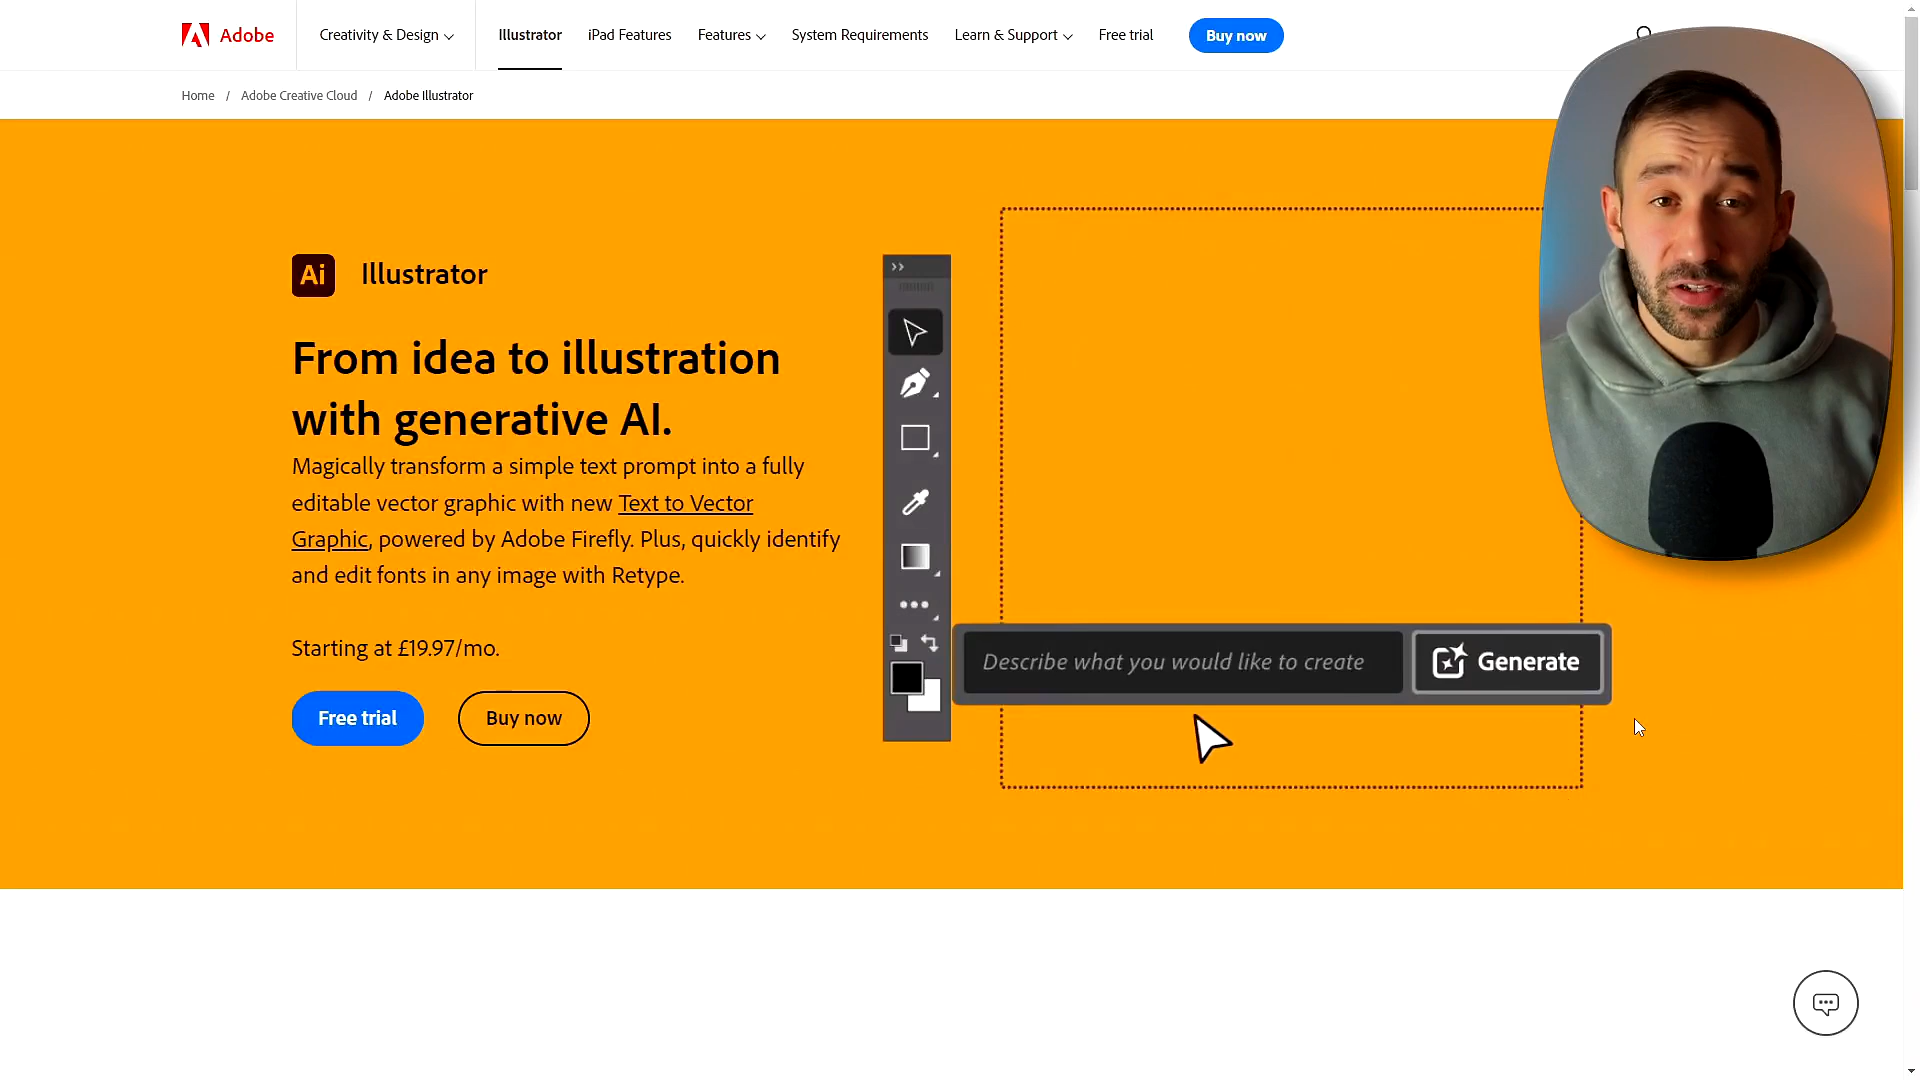 Adobe
Creativity & Design
Illustrator
iPad Features
Features
System Requirements
Learn & Support
Free trial
Buy now
Home / Adobe Creative Cloud / Adobe Illustrator
Ai
Illustrator
From idea to illustration
with generative AI.
Magically transform a simple text prompt into a fully
editable vector graphic with new Text to Vector
Graphic, powered by Adobe Firefly. Plus, quickly identify
and edit fonts in any image with Retype.
Starting at £19.97/mo.
Free trial
Buy now
Describe what you would like to create
Generate